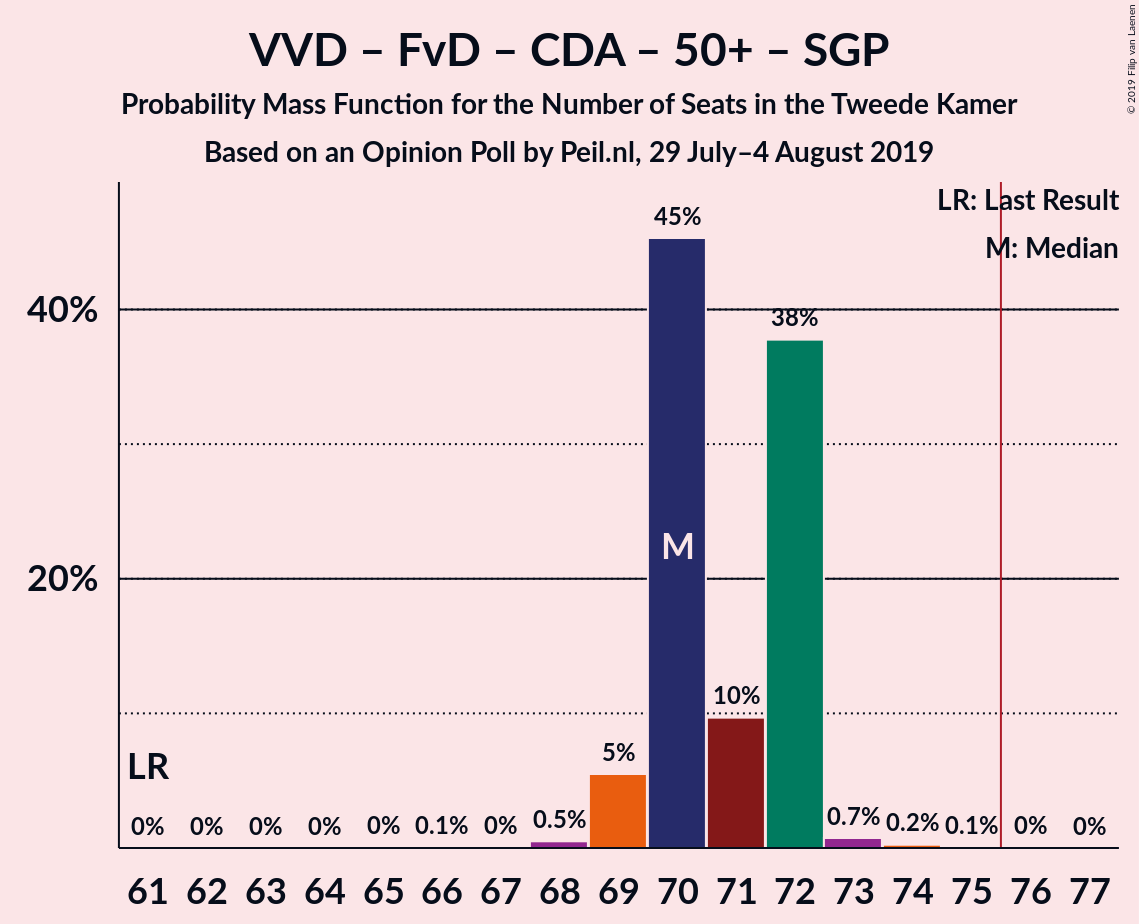 VVD – FvD – CDA – 50+ – SGP
Probability Mass Function for the Number of Seats in the Tweede Kamer
Based on an Opinion Poll by Peil.nl, 29 July–4 August 2019
© 2019 Filip van Laenen
LR: Last Result
M: Median
45%
40%
38%
M
20%
10%
5%
LR
0% 0% 0% 0% 0% 0.1% 0% 0.5% 0.7% 0.2% 0.1% 0% 0%
61 62 63 64 65 66 67 68 69 70 71 72 73 74 75 76 77